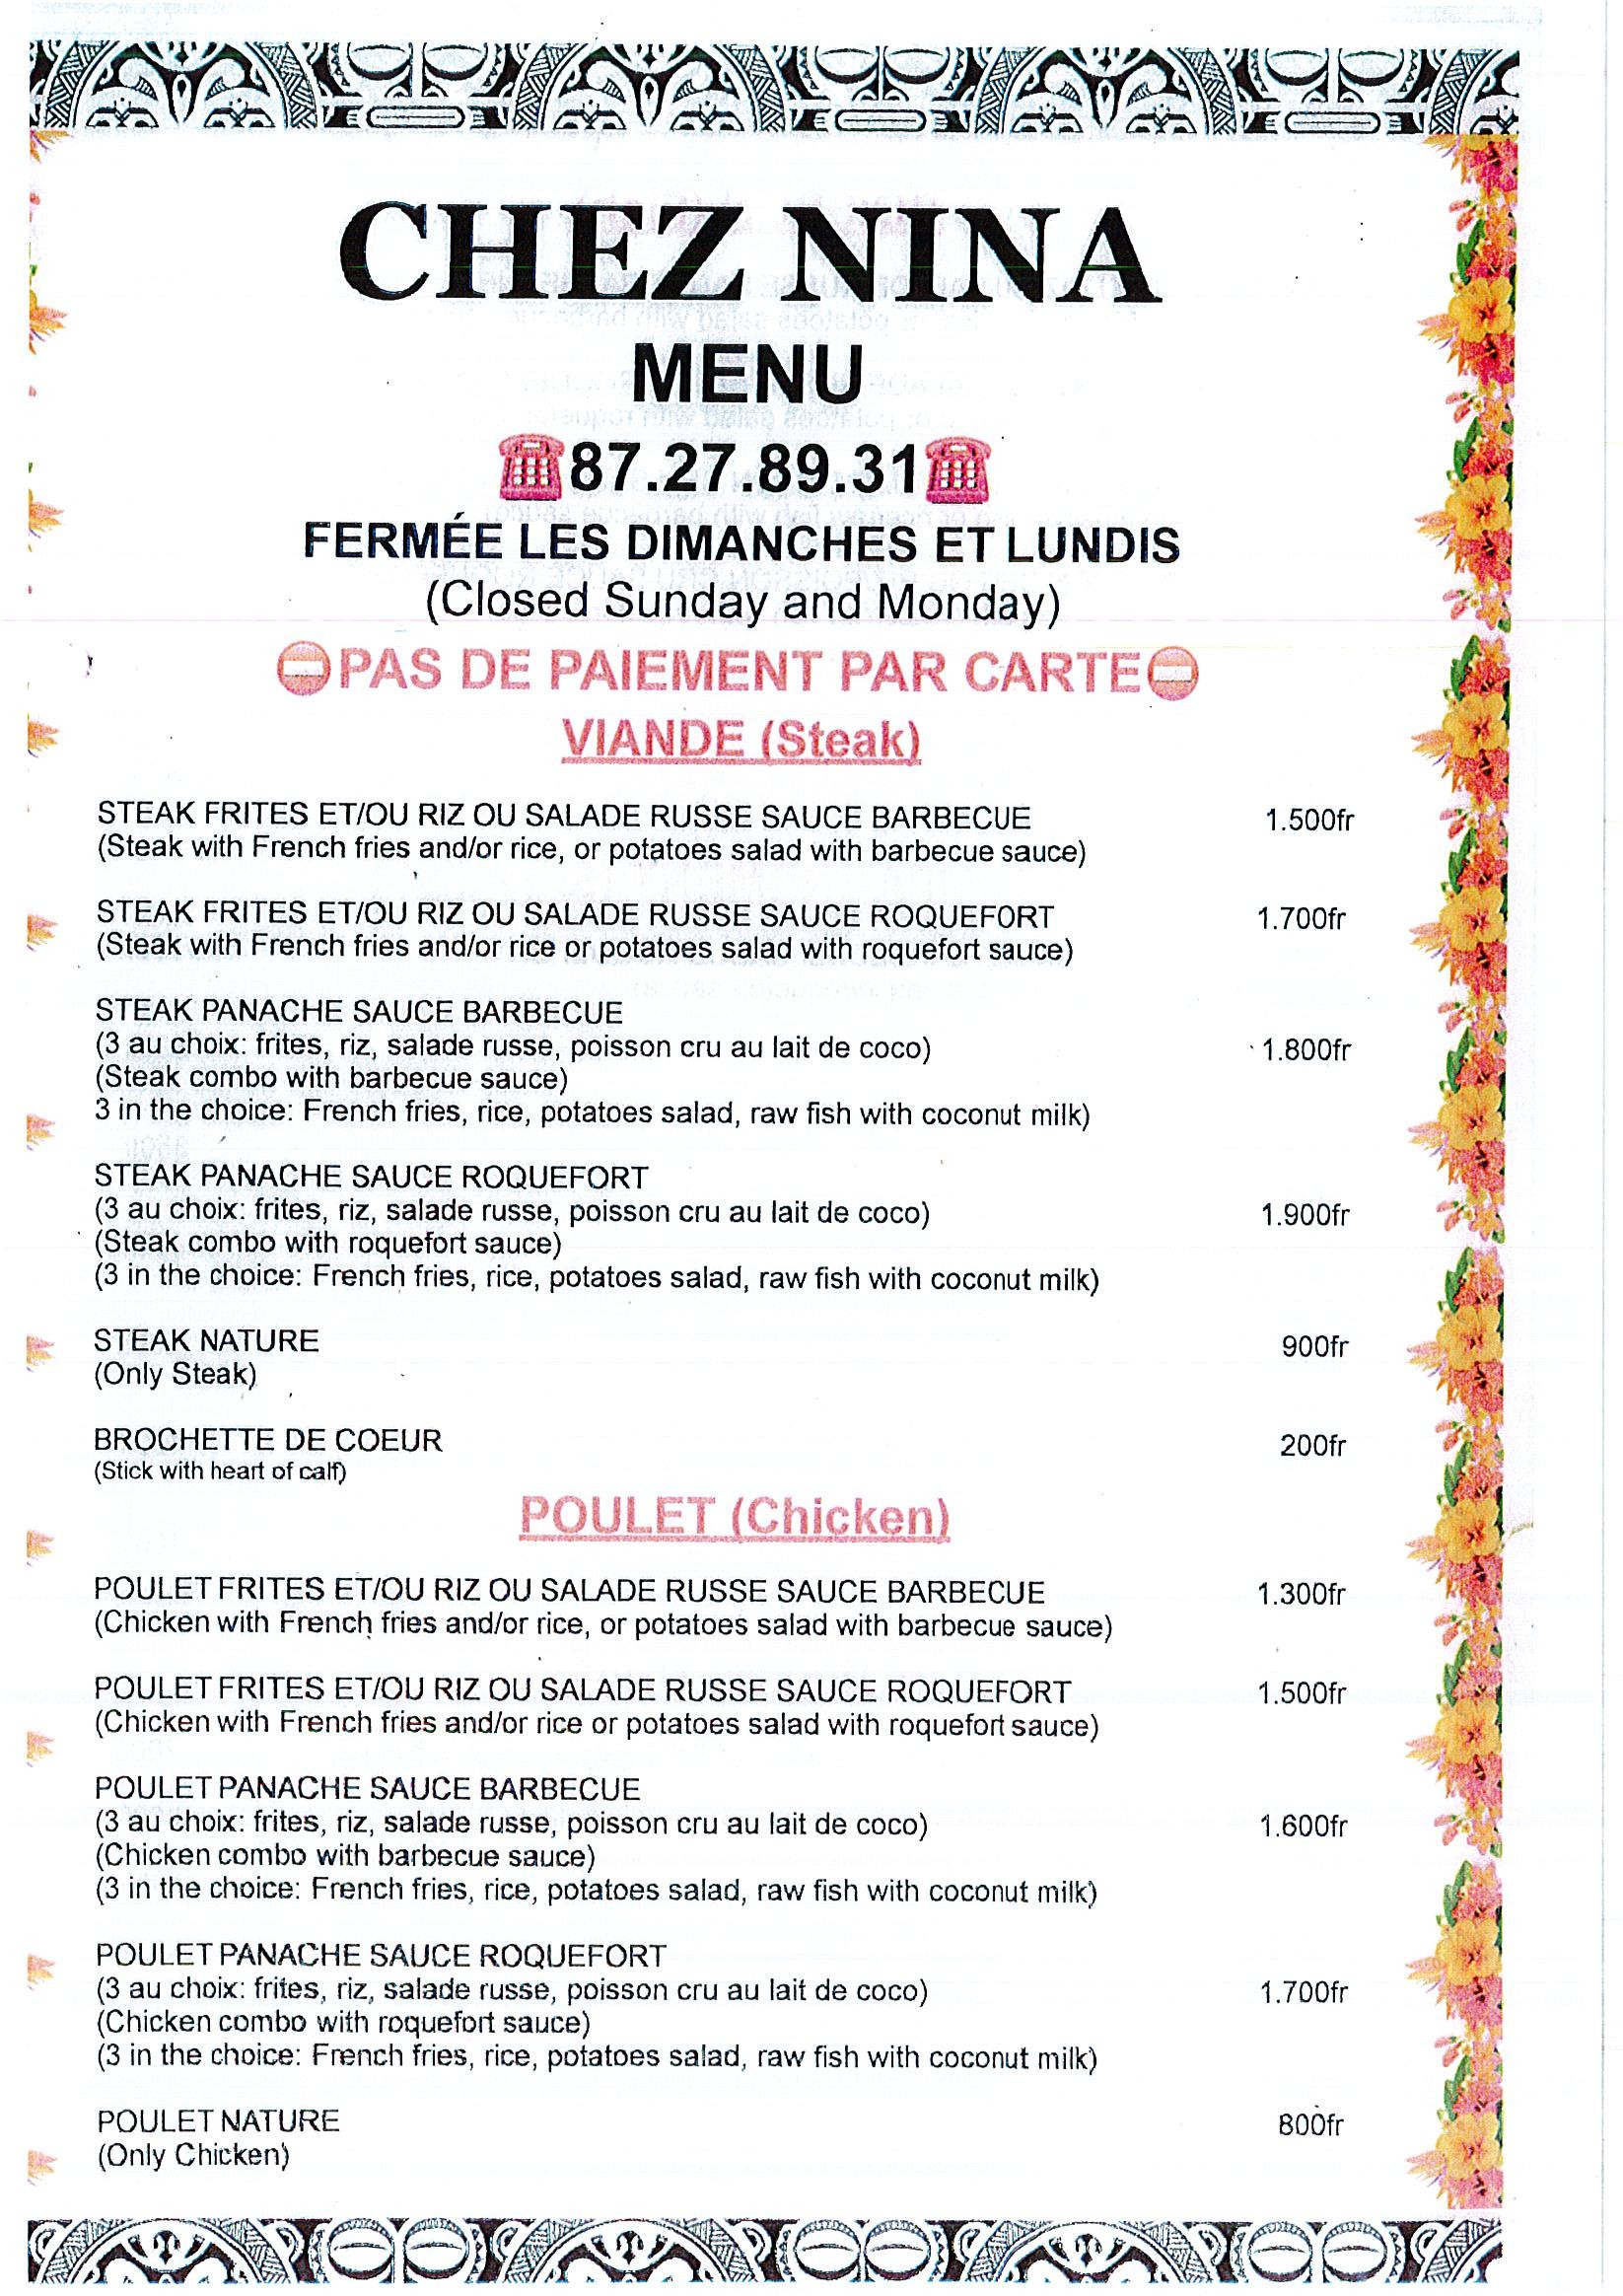 CHEZ NINA
MENU
87.27.89.31
FERMÉE LES DIMANCHES ET LUNDIS
(Closed Sunday and Monday)
PAS DE PAIEMENT PAR CARTE
VIANDE (Steak)
STEAK FRITES ET/OU RIZ OU SALADE RUSSE SAUCE BARBECUE 1.500fr
(Steak with French fries and/or rice, or potatoes salad with barbecue sauce)
STEAK FRITES ET/OU RIZ OU SALADE RUSSE SAUCE ROQUEFORT 1.700fr
(Steak with French fries and/or rice or potatoes salad with roquefort sauce)
STEAK PANACHE SAUCE BARBECUE
(3 au choix: frites, riz, salade russe, poisson cru au lait de coco) 1.800fr
(Steak combo with barbecue sauce)
3 in the choice: French fries, rice, potatoes salad, raw fish with coconut milk)
STEAK PANACHE SAUCE ROQUEFORT
(3 au choix: frites, riz, salade russe, poisson cru au lait de coco) 1.900fr
(Steak combo with roquefort sauce)
(3 in the choice: French fries, rice, potatoes salad, raw fish with coconut milk)
STEAK NATURE 900fr
(Only Steak)
BROCHETTE DE COEUR 200fr
(Stick with heart of calf)
POULET (Chicken)
POULET FRITES ET/OU RIZ OU SALADE RUSSE SAUCE BARBECUE 1.300fr
(Chicken with French fries and/or rice, or potatoes salad with barbecue sauce)
POULET FRITES ET/OU RIZ OU SALADE RUSSE SAUCE ROQUEFORT 1.500fr
(Chicken with French fries and/or rice or potatoes salad with roquefort sauce)
POULET PANACHE SAUCE BARBECUE
(3 au choix: frites, riz, salade russe, poisson cru au lait de coco) 1.600fr
(Chicken combo with barbecue sauce)
(3 in the choice: French fries, rice, potatoes salad, raw fish with coconut milk)
POULET PANACHE SAUCE ROQUEFORT
(3 au choix: frites, riz, salade russe, poisson cru au lait de coco) 1.700fr
(Chicken combo with roquefort sauce)
(3 in the choice: French fries, rice, potatoes salad, raw fish with coconut milk)
POULET NATURE 800fr
(Only Chicken)